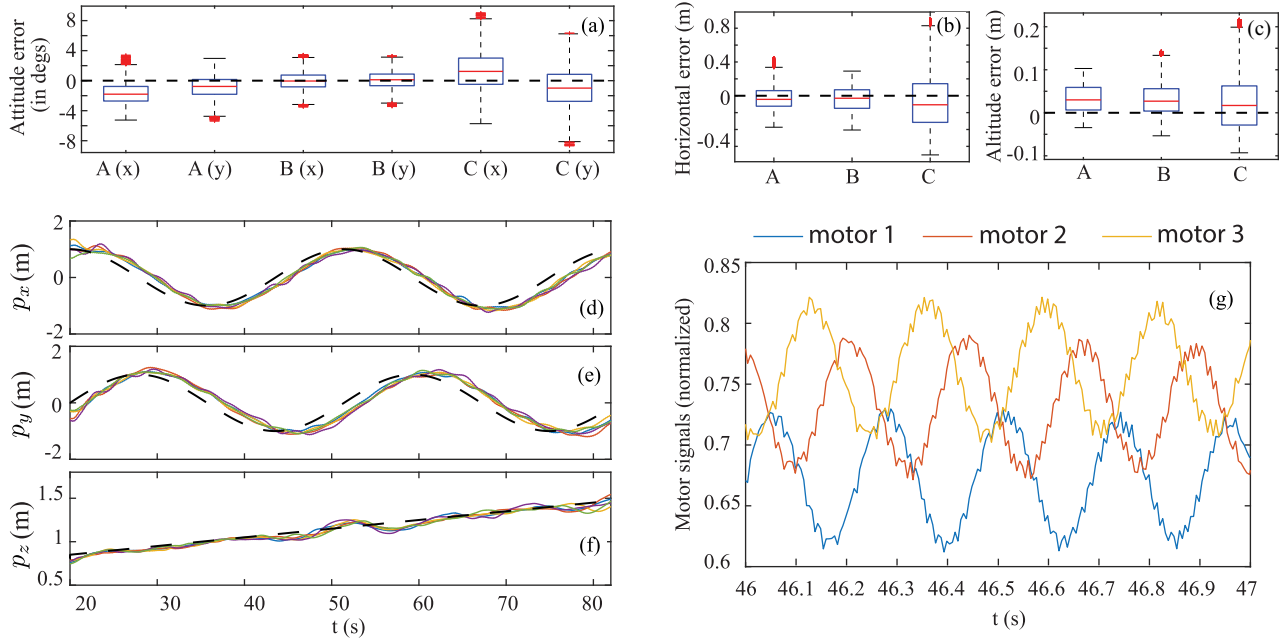 Attitude error
(in degs)
8
4
0
-4
-8
(a)
A (x)
A (y)
B (x)
B (y)
C (x)
C (y)
Horizontal error (m)
0.8
0.4
0
-0.4
(b)
A
B
C
Altitude error (m)
0.2
0.1
0
-0.1
(c)
A
B
C
px (m)
2
0
-2
(d)
py (m)
2
0
-2
(e)
pz (m)
1.5
1
0.5
(f)
20
30
40
50
60
70
80
t (s)
motor 1
motor 2
motor 3
Motor signals (normalized)
0.85
0.8
0.75
0.7
0.65
0.6
(g)
46
46.1
46.2
46.3
46.4
46.5
46.6
46.7
46.8
46.9
47
t (s)